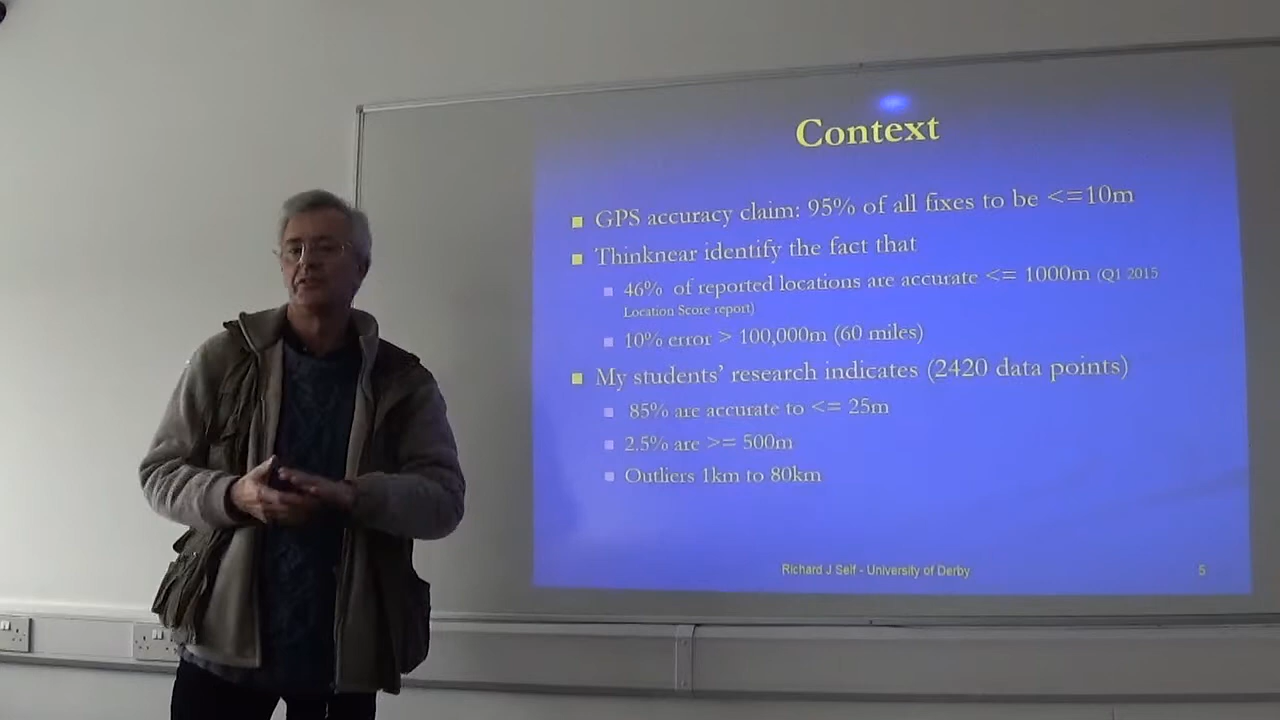 Context
GPS accuracy claim: 95% of all fixes to be <=10m
Thinknear identify the fact that
46% of reported locations are accurate <= 1000m (Q1 2015
Location Score report)
10% error > 100,000m (60 miles)
My students' research indicates (2420 data points)
85% are accurate to <= 25m
2.5% are >= 500m
Outliers 1km to 80km
Richard J Self - University of Derby
5